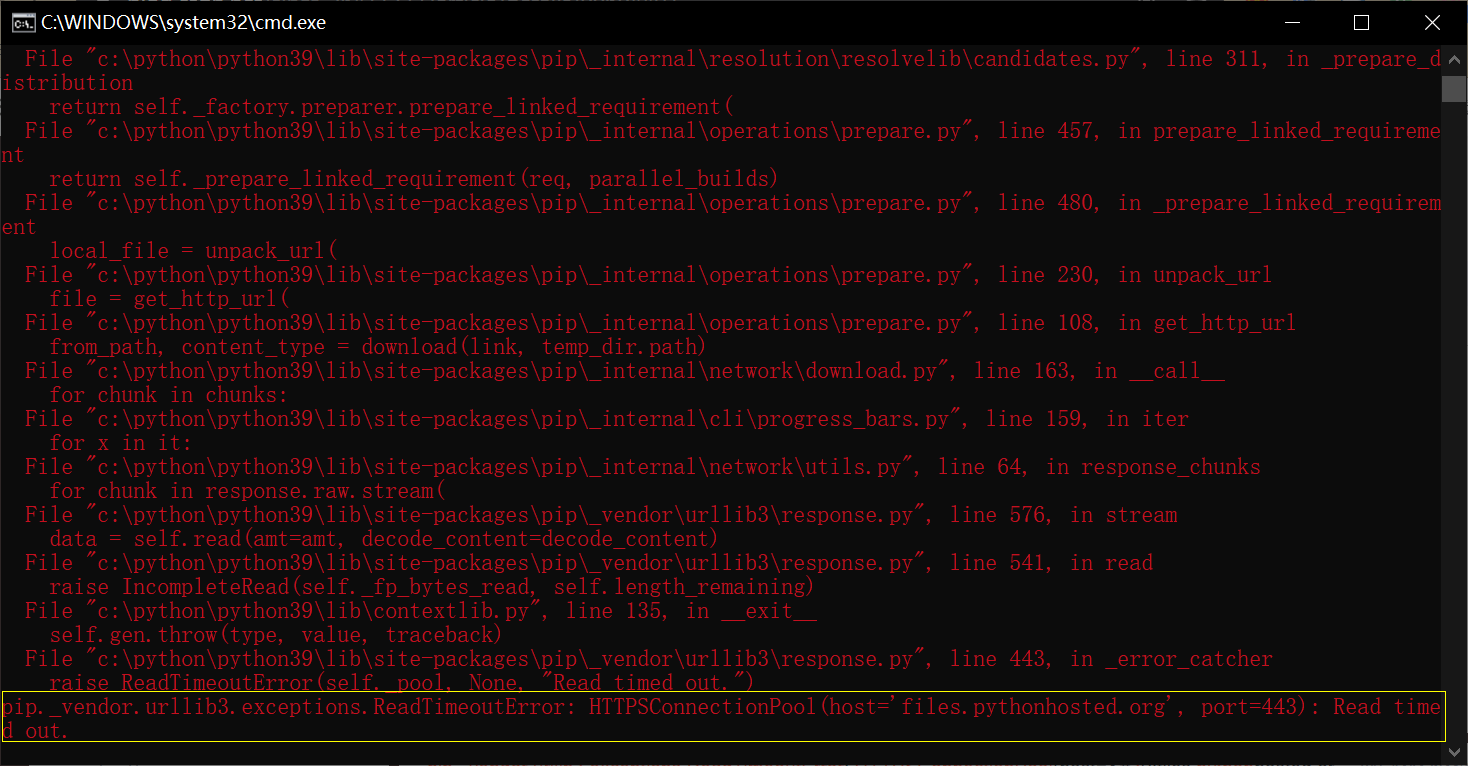 C:\WINDOWS\system32\cmd.exe
File "c:\python\python39\lib\site-packages\pip\_internal\resolution\resolvelib\candidates.py", line 311, in _prepare_d
istribution
return self._factory.preparer.prepare_linked_requirement(
File "c:\python\python39\lib\site-packages\pip\_internal\operations\prepare.py", line 457, in prepare_linked_requireme
nt
return self._prepare_linked_requirement(req, parallel_builds)
File "c:\python\python39\lib\site-packages\pip\_internal\operations\prepare.py", line 480, in _prepare_linked_requirem
ent
local_file = unpack_url(
File "c:\python\python39\lib\site-packages\pip\_internal\operations\prepare.py", line 230, in unpack_url
file = get_http_url(
File "c:\python\python39\lib\site-packages\pip\_internal\operations\prepare.py", line 108, in get_http_url
from_path, content_type = download(link, temp_dir.path)
File "c:\python\python39\lib\site-packages\pip\_internal\network\download.py", line 163, in __call__
for chunk in chunks:
File "c:\python\python39\lib\site-packages\pip\_internal\cli\progress_bars.py", line 159, in iter
for x in it:
File "c:\python\python39\lib\site-packages\pip\_internal\network\utils.py", line 64, in response_chunks
for chunk in response.raw.stream(
File "c:\python\python39\lib\site-packages\pip\_vendor\urllib3\response.py", line 576, in stream
data = self.read(amt=amt, decode_content=decode_content)
File "c:\python\python39\lib\site-packages\pip\_vendor\urllib3\response.py", line 541, in read
raise IncompleteRead(self._fp_bytes_read, self.length_remaining)
File "c:\python\python39\lib\contextlib.py", line 135, in __exit__
self.gen.throw(type, value, traceback)
File "c:\python\python39\lib\site-packages\pip\_vendor\urllib3\response.py", line 443, in _error_catcher
raise ReadTimeoutError(self._pool, None, "Read timed out.")
pip._vendor.urllib3.exceptions.ReadTimeoutError: HTTPSConnectionPool(host='files.pythonhosted.org', port=443): Read time
d out.